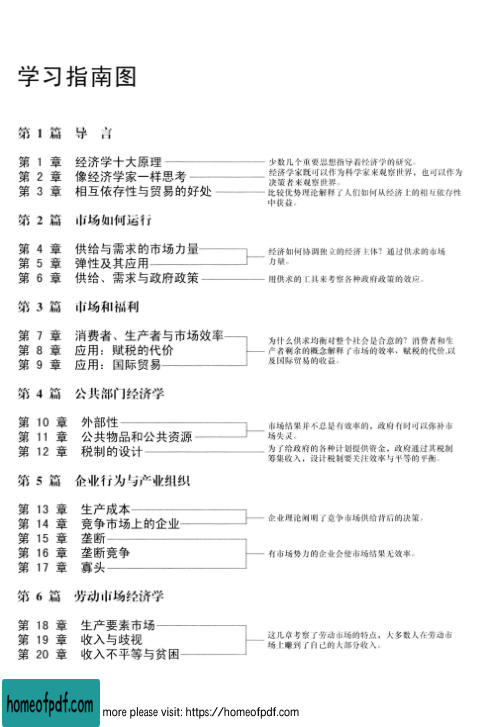 学习指南图
第 1 篇 导 言
第 1 章 经济学十大原理
少数几个重要思想指导着经济学的研究。
第 2 章 像经济学家一样思考
经济学家既可以作为科学家来观察世界，也可以作为
决策者来观察世界。
第 3 章 相互依存性与贸易的好处
比较优势理论解释了人们如何从经济上的相互依存性
中获益。
第 2 篇 市场如何运行
第 4 章 供给与需求的市场力量
第 5 章 弹性及其应用
经济如何协调独立的经济主体？通过供求的市场
力量。
第 6 章 供给、需求与政府政策
用供求的工具来考察各种政府政策的效应。
第 3 篇 市场和福利
第 7 章 消费者、生产者与市场效率
第 8 章 应用：赋税的代价
第 9 章 应用：国际贸易
为什么供求均衡对整个社会是合意的？消费者和生
产者剩余的概念解释了市场的效率、赋税的代价,以
及国际贸易的收益。
第 4 篇 公共部门经济学
第 10 章 外部性
第 11 章 公共物品和公共资源
市场结果并不总是有效率的，政府有时可以弥补市
场失灵。
第 12 章 税制的设计
为了给政府的各种计划提供资金，政府通过其税制
筹集收入，设计税制要关注效率与平等的平衡。
第 5 篇 企业行为与产业组织
第 13 章 生产成本
第 14 章 竞争市场上的企业
企业理论阐明了竞争市场供给背后的决策。
第 15 章 垄断
第 16 章 垄断竞争
第 17 章 寡头
有市场势力的企业会使市场结果无效率。
第 6 篇 劳动市场经济学
第 18 章 生产要素市场
第 19 章 收入与歧视
第 20 章 收入不平等与贫困
这几章考察了劳动市场的特点，大多数人在劳动市
场上赚到了自己的大部分收入。
homeofpdf.com
more please visit: https://homeofpdf.com